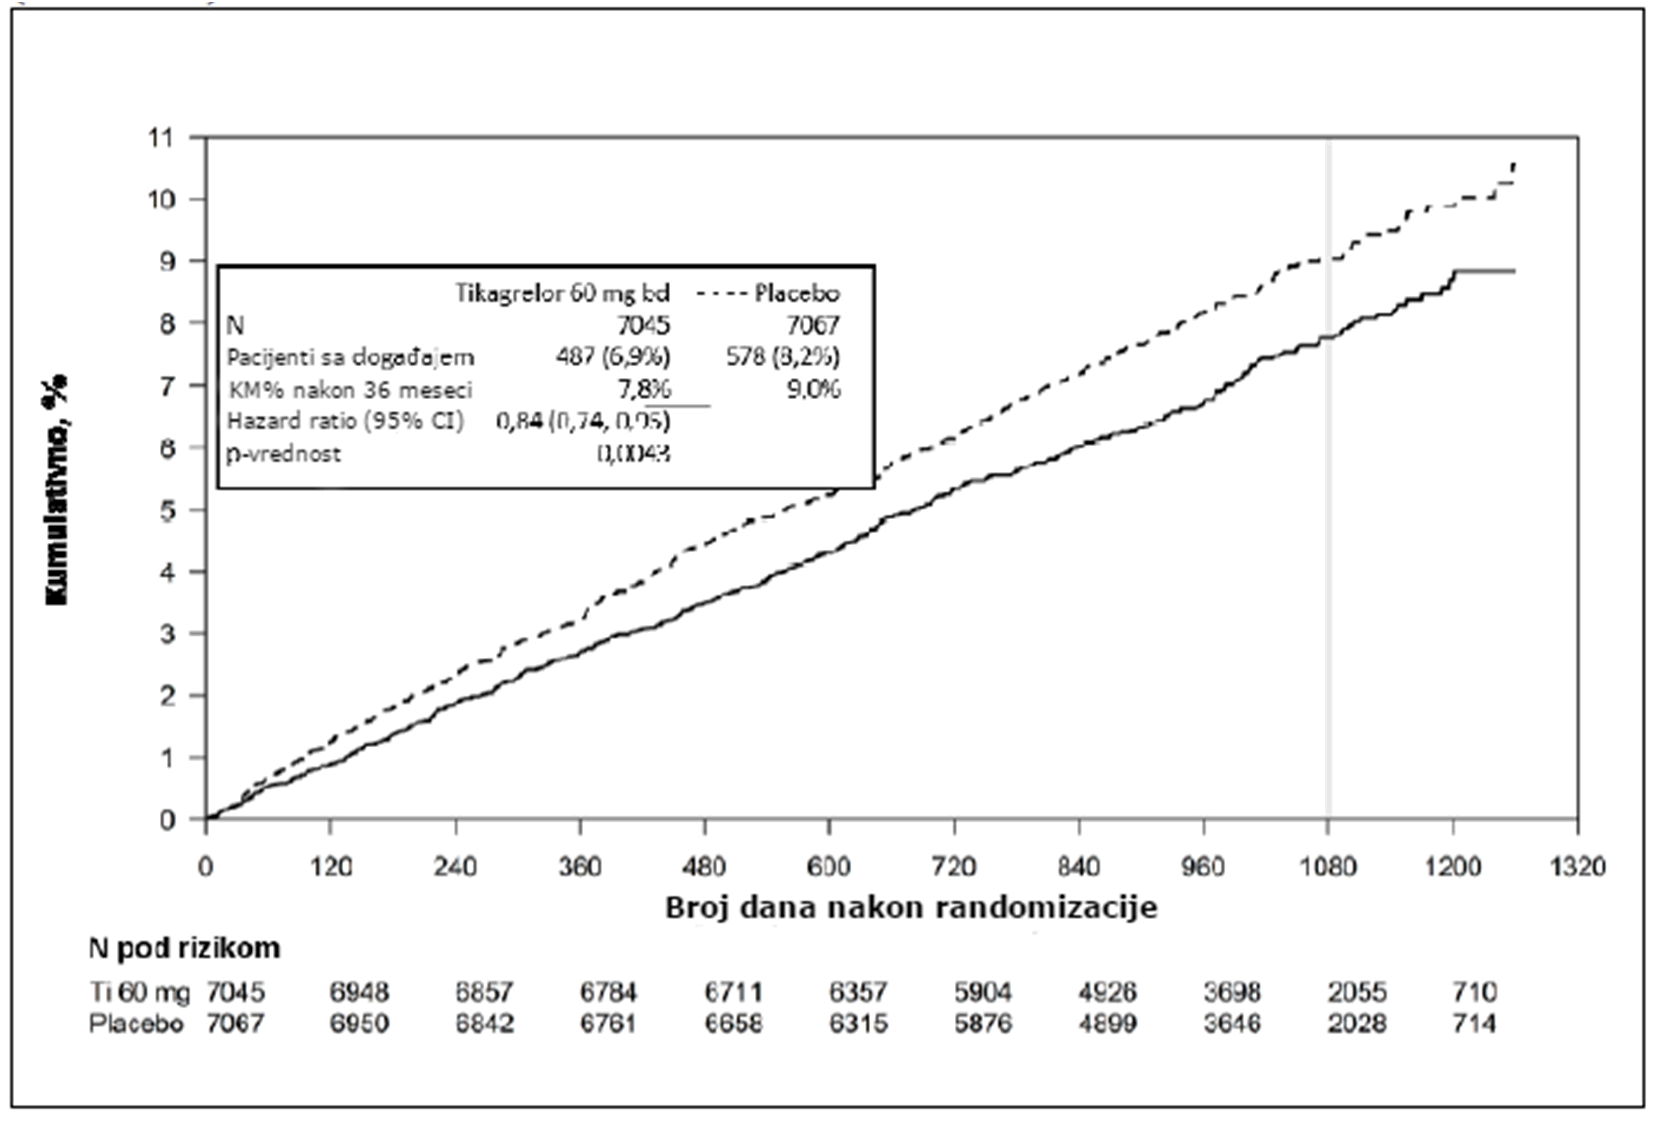 11
10
9
8
7
6
5
4
3
2
1
0
Kumulativno, %
Tikagrelor 60 mg bd ---- Placebo
N 7045 7067
Pacijenti sa događajem 487 (6,9%) 578 (8,2%)
KM% nakon 36 meseci 7,8% 9,0%
Hazard ratio (95% CI) 0,84 (0,74, 0,95)
p-vrednost 0,0043
0 120 240 360 480 600 720 840 960 1080 1200 1320
Broj dana nakon randomizacije
N pod rizikom
Ti 60 mg 7045 6948 6857 6784 6711 6357 5904 4926 3698 2055 710
Placebo 7067 6950 6842 6761 6658 6315 5876 4899 3646 2028 714